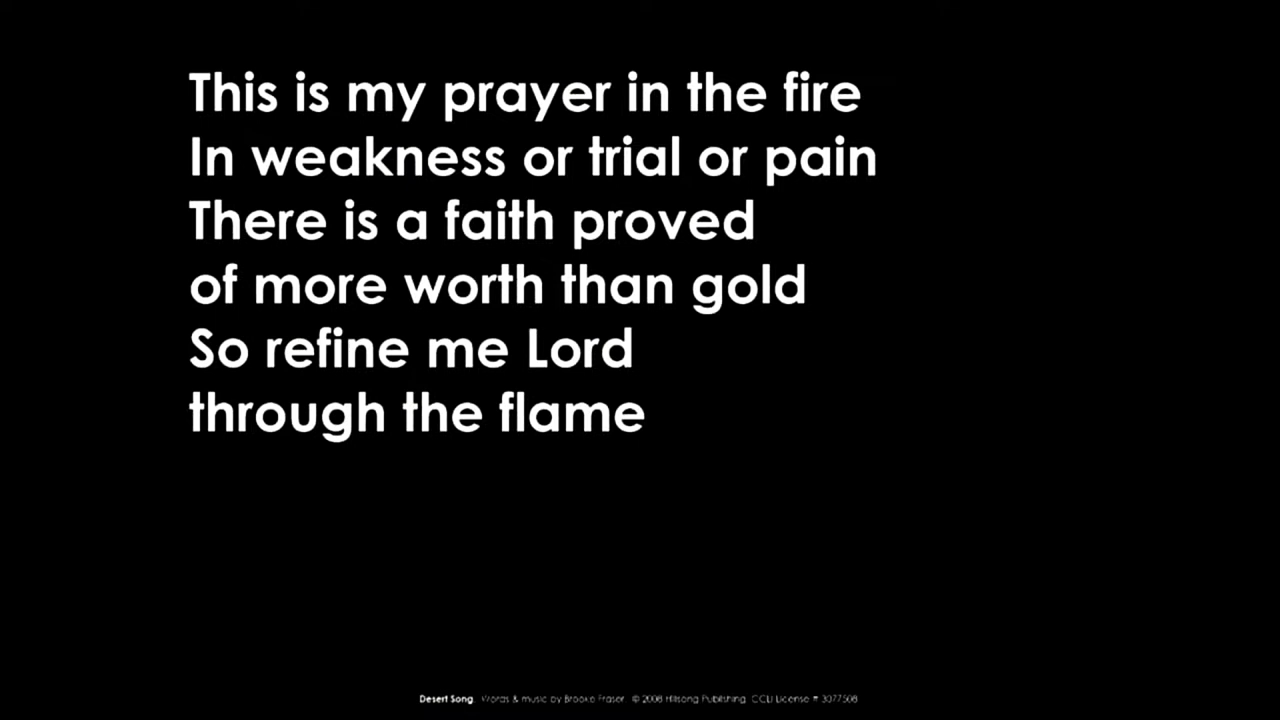 This is my prayer in the fire
In weakness or trial or pain
There is a faith proved
of more worth than gold
So refine me Lord
through the flame
Desert Song. Words & music by Brooke Fraser. © 2008 Hillsong Publishing. CCLI License # 3077508